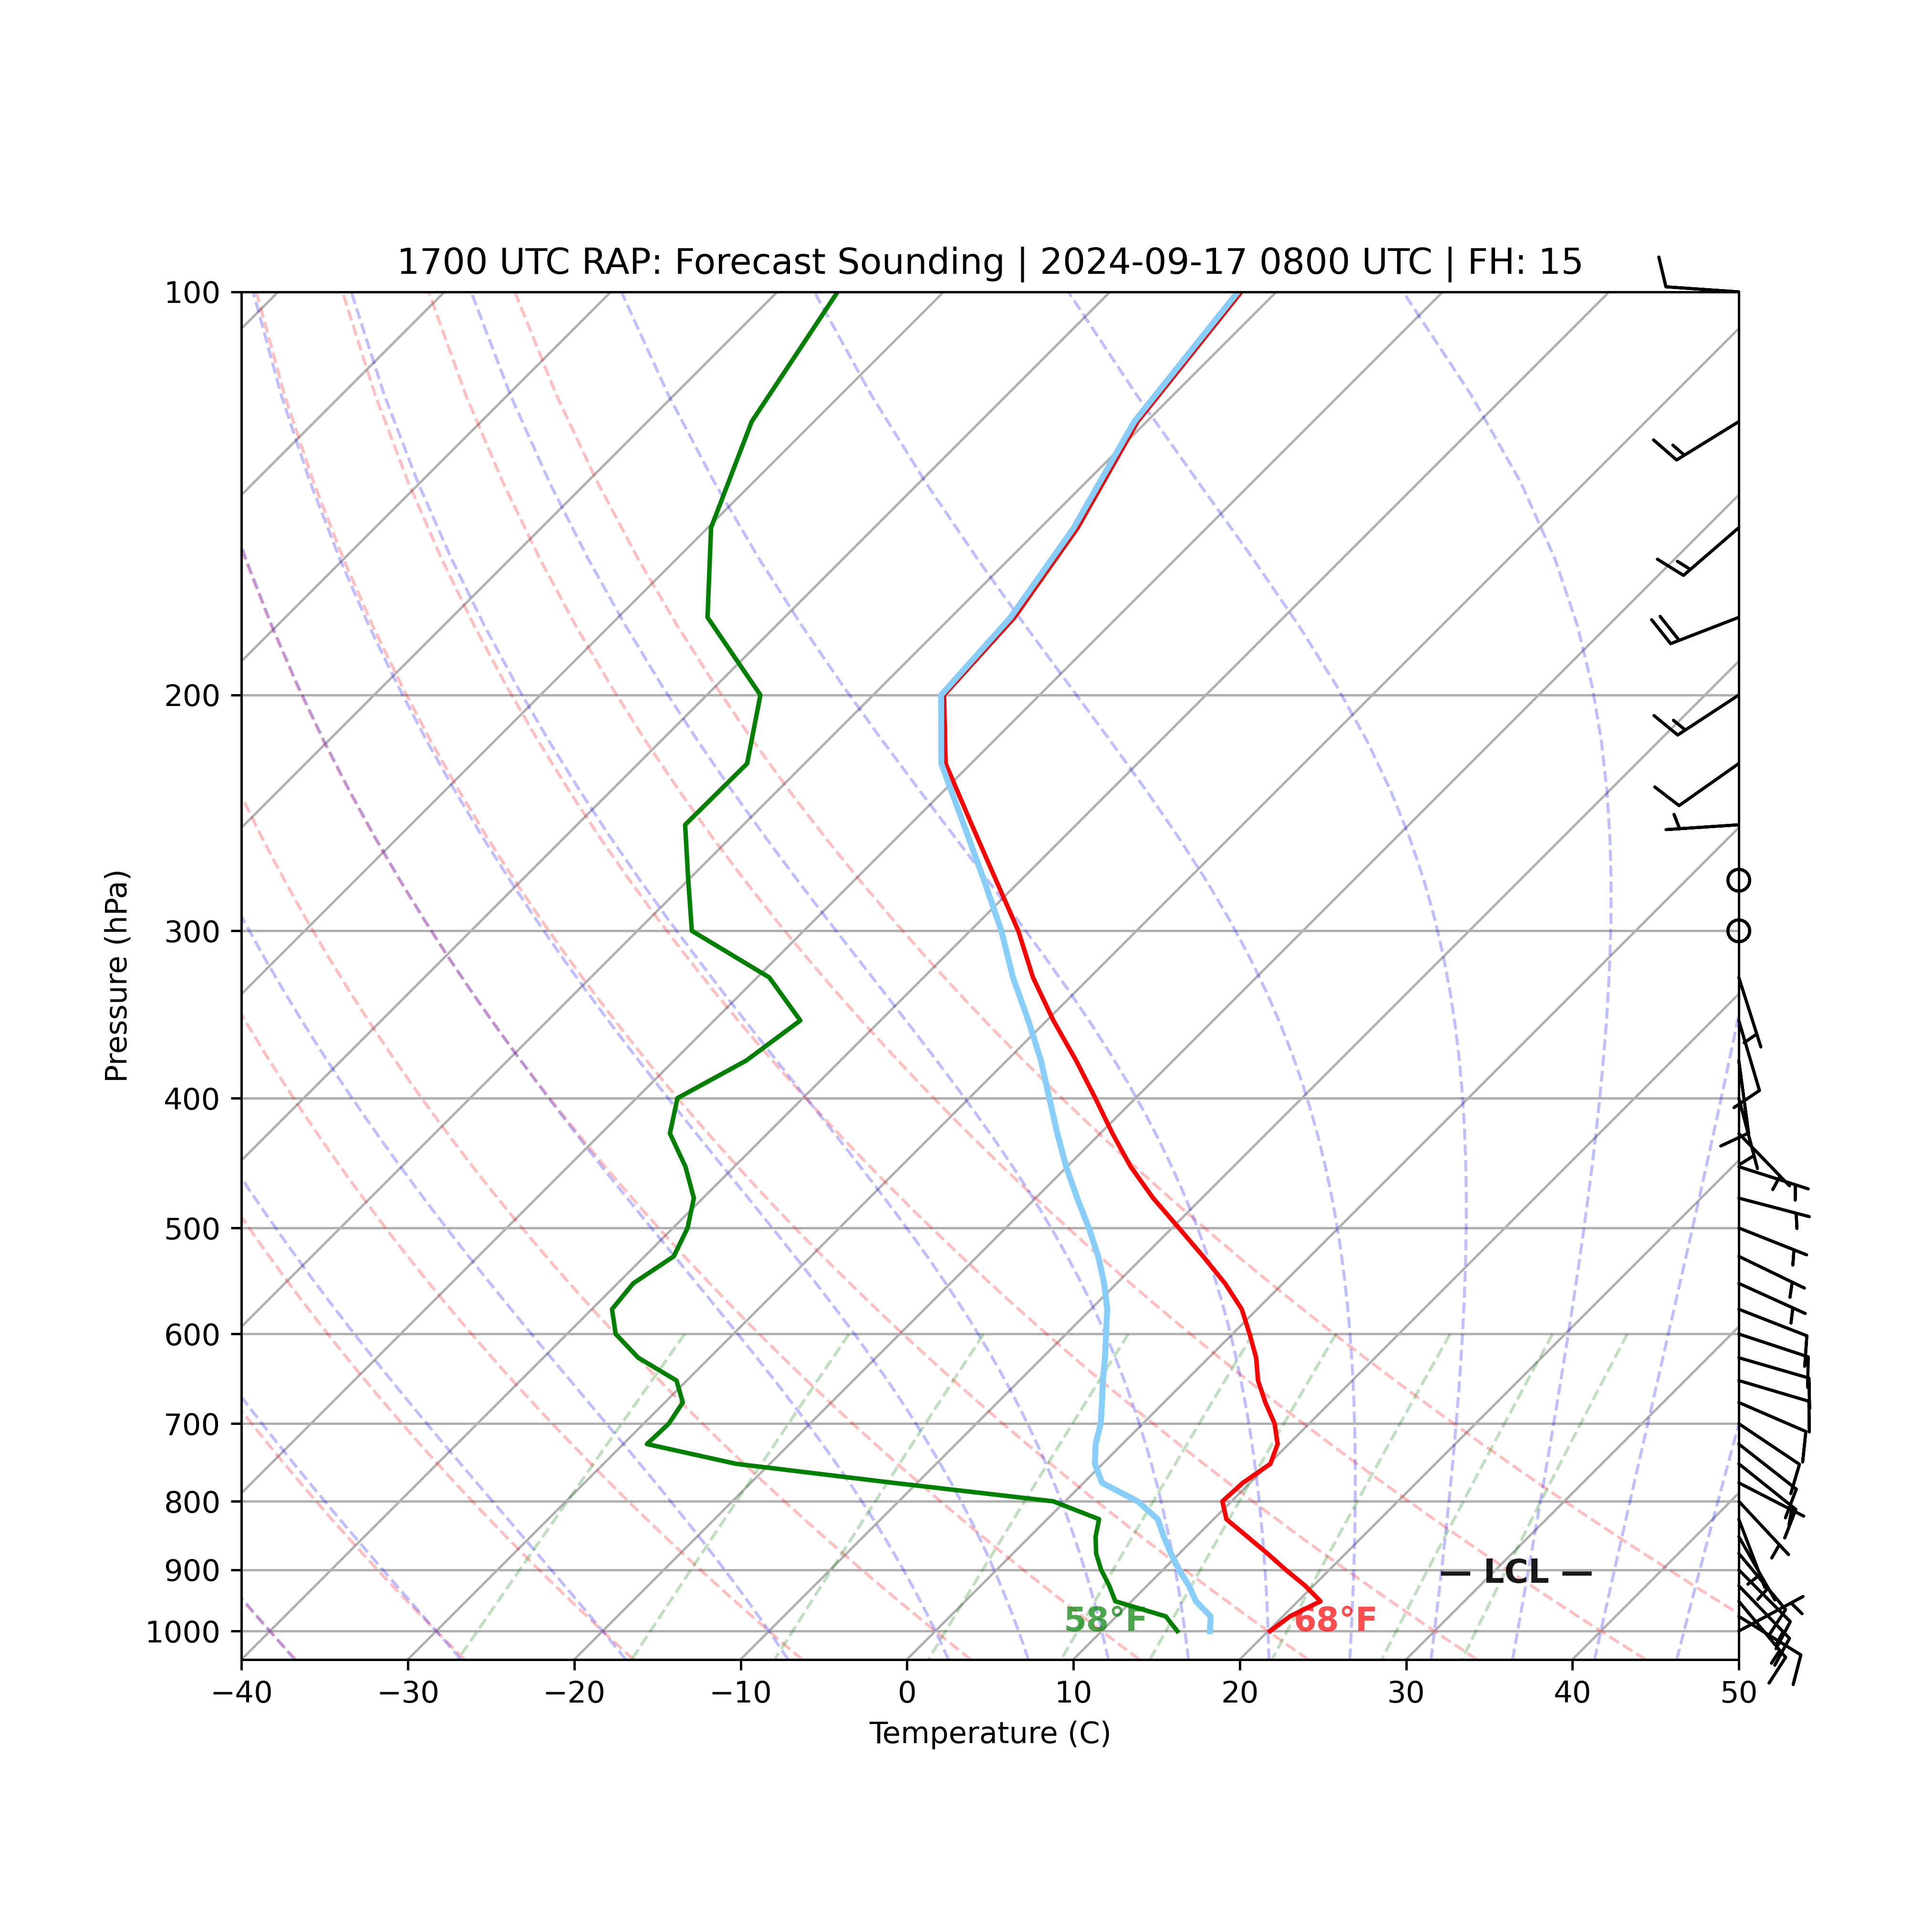 1700 UTC RAP: Forecast Sounding | 2024-09-17 0800 UTC | FH: 15
100
200
300
400
500
600
700
800
900
1000
Pressure (hPa)
— LCL —
58°F
68°F
−40 −30 −20 −10 0 10 20 30 40 50
Temperature (C)